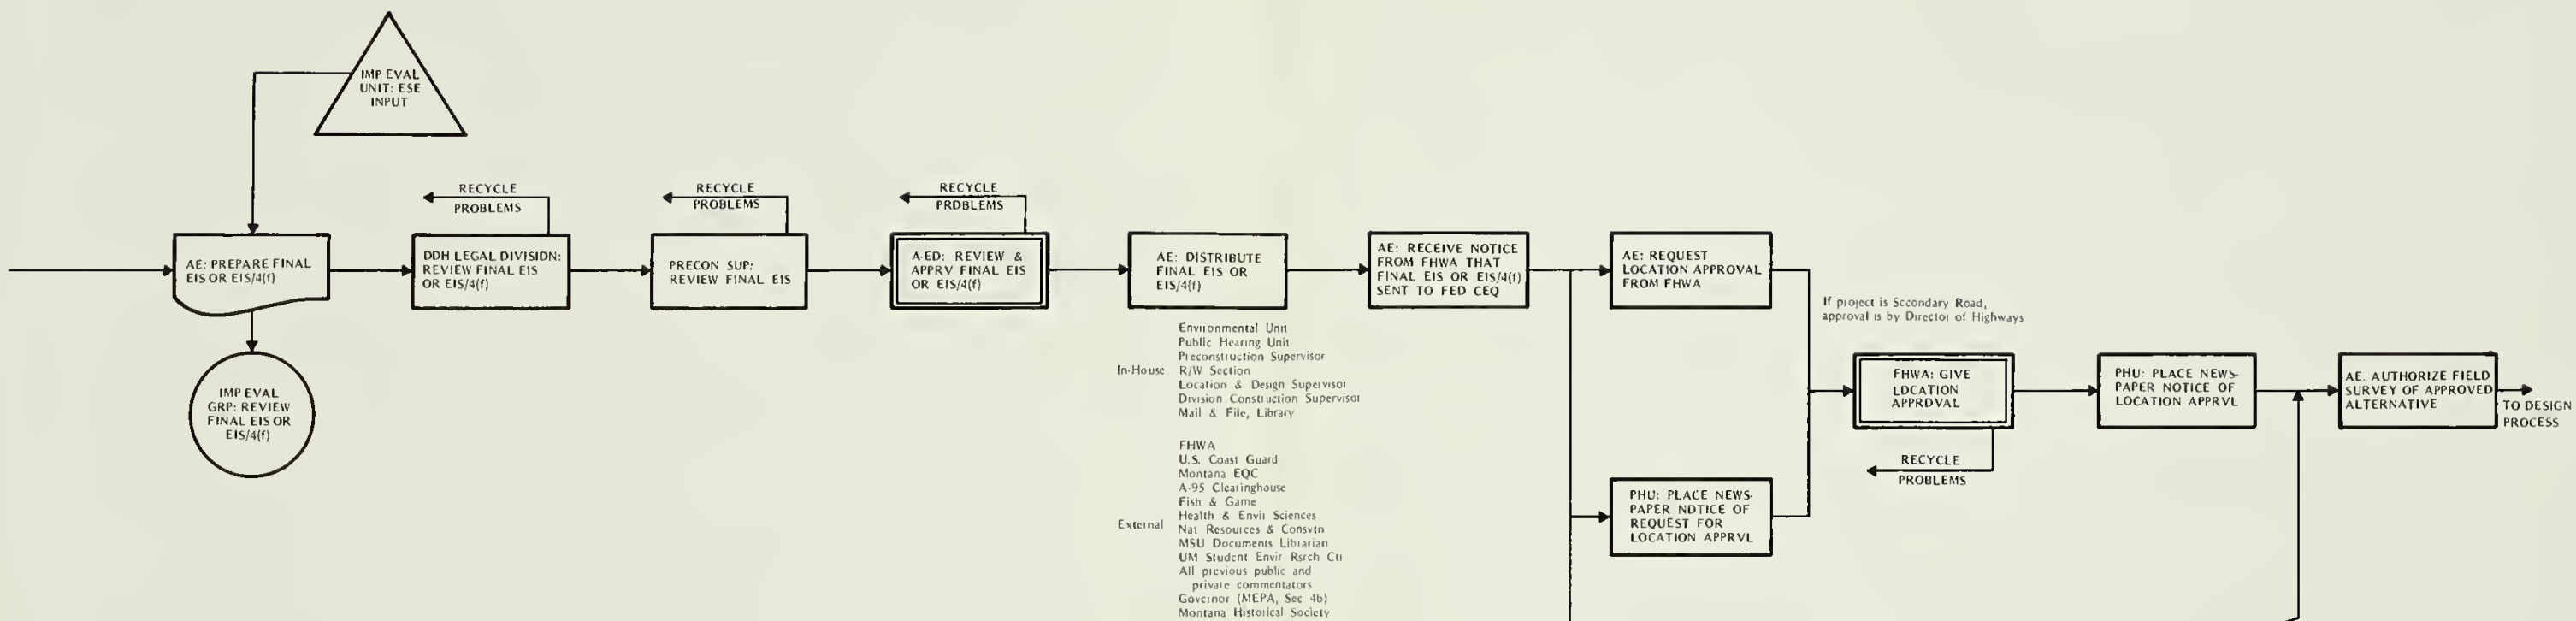 IMP EVAL
UNIT: ESE
INPUT
RECYCLE
PROBLEMS
RECYCLE
PROBLEMS
RECYCLE
PROBLEMS
AE: PREPARE FINAL
EIS OR EIS/4(f)
DDH LEGAL DIVISIDN:
REVIEW FINAL EIS
OR EIS/4(f)
PRECON SUP:
REVIEW FINAL EIS
A-ED: REVIEW &
APPRV FINAL EIS
OR EIS/4(f)
AE: DISTRIBUTE
FINAL EIS OR
EIS/4(f)
AE: RECEIVE NOTICE
FROM FHWA THAT
FINAL EIS OR EIS/4(f)
SENT TO FED CEQ
AE: REQUEST
LOCATION APPROVAL
FROM FHWA
If project is Secondary Road,
approval is by Director of Highways
IMP EVAL
GRP: REVIEW
FINAL EIS OR
EIS/4(f)
In-House
Environmental Unit
Public Hearing Unit
Preconstruction Supervisor
R/W Section
Location & Design Supervisor
Division Construction Supervisor
Mail & File, Library
External
FHWA
U.S. Coast Guard
Montana EQC
A-95 Clearinghouse
Fish & Game
Health & Envir Sciences
Nat Resources & Consvtn
MSU Documents Librarian
UM Student Envir Rsrch Ctr
All previous public and
private commentators
Governor (MEPA, Sec 4b)
Montana Historical Society
PHU: PLACE NEWS-
PAPER NDTICE OF
REQUEST FOR
LOCATION APPRVL
FHWA: GIVE
LDCATION
APPRDVAL
RECYCLE
PROBLEMS
PHU: PLACE NEWS-
PAPER NOTICE OF
LOCATION APPRVL
AE. AUTHORIZE FIELD
SURVEY OF APPROVED
ALTERNATIVE
TO DESIGN
PROCESS